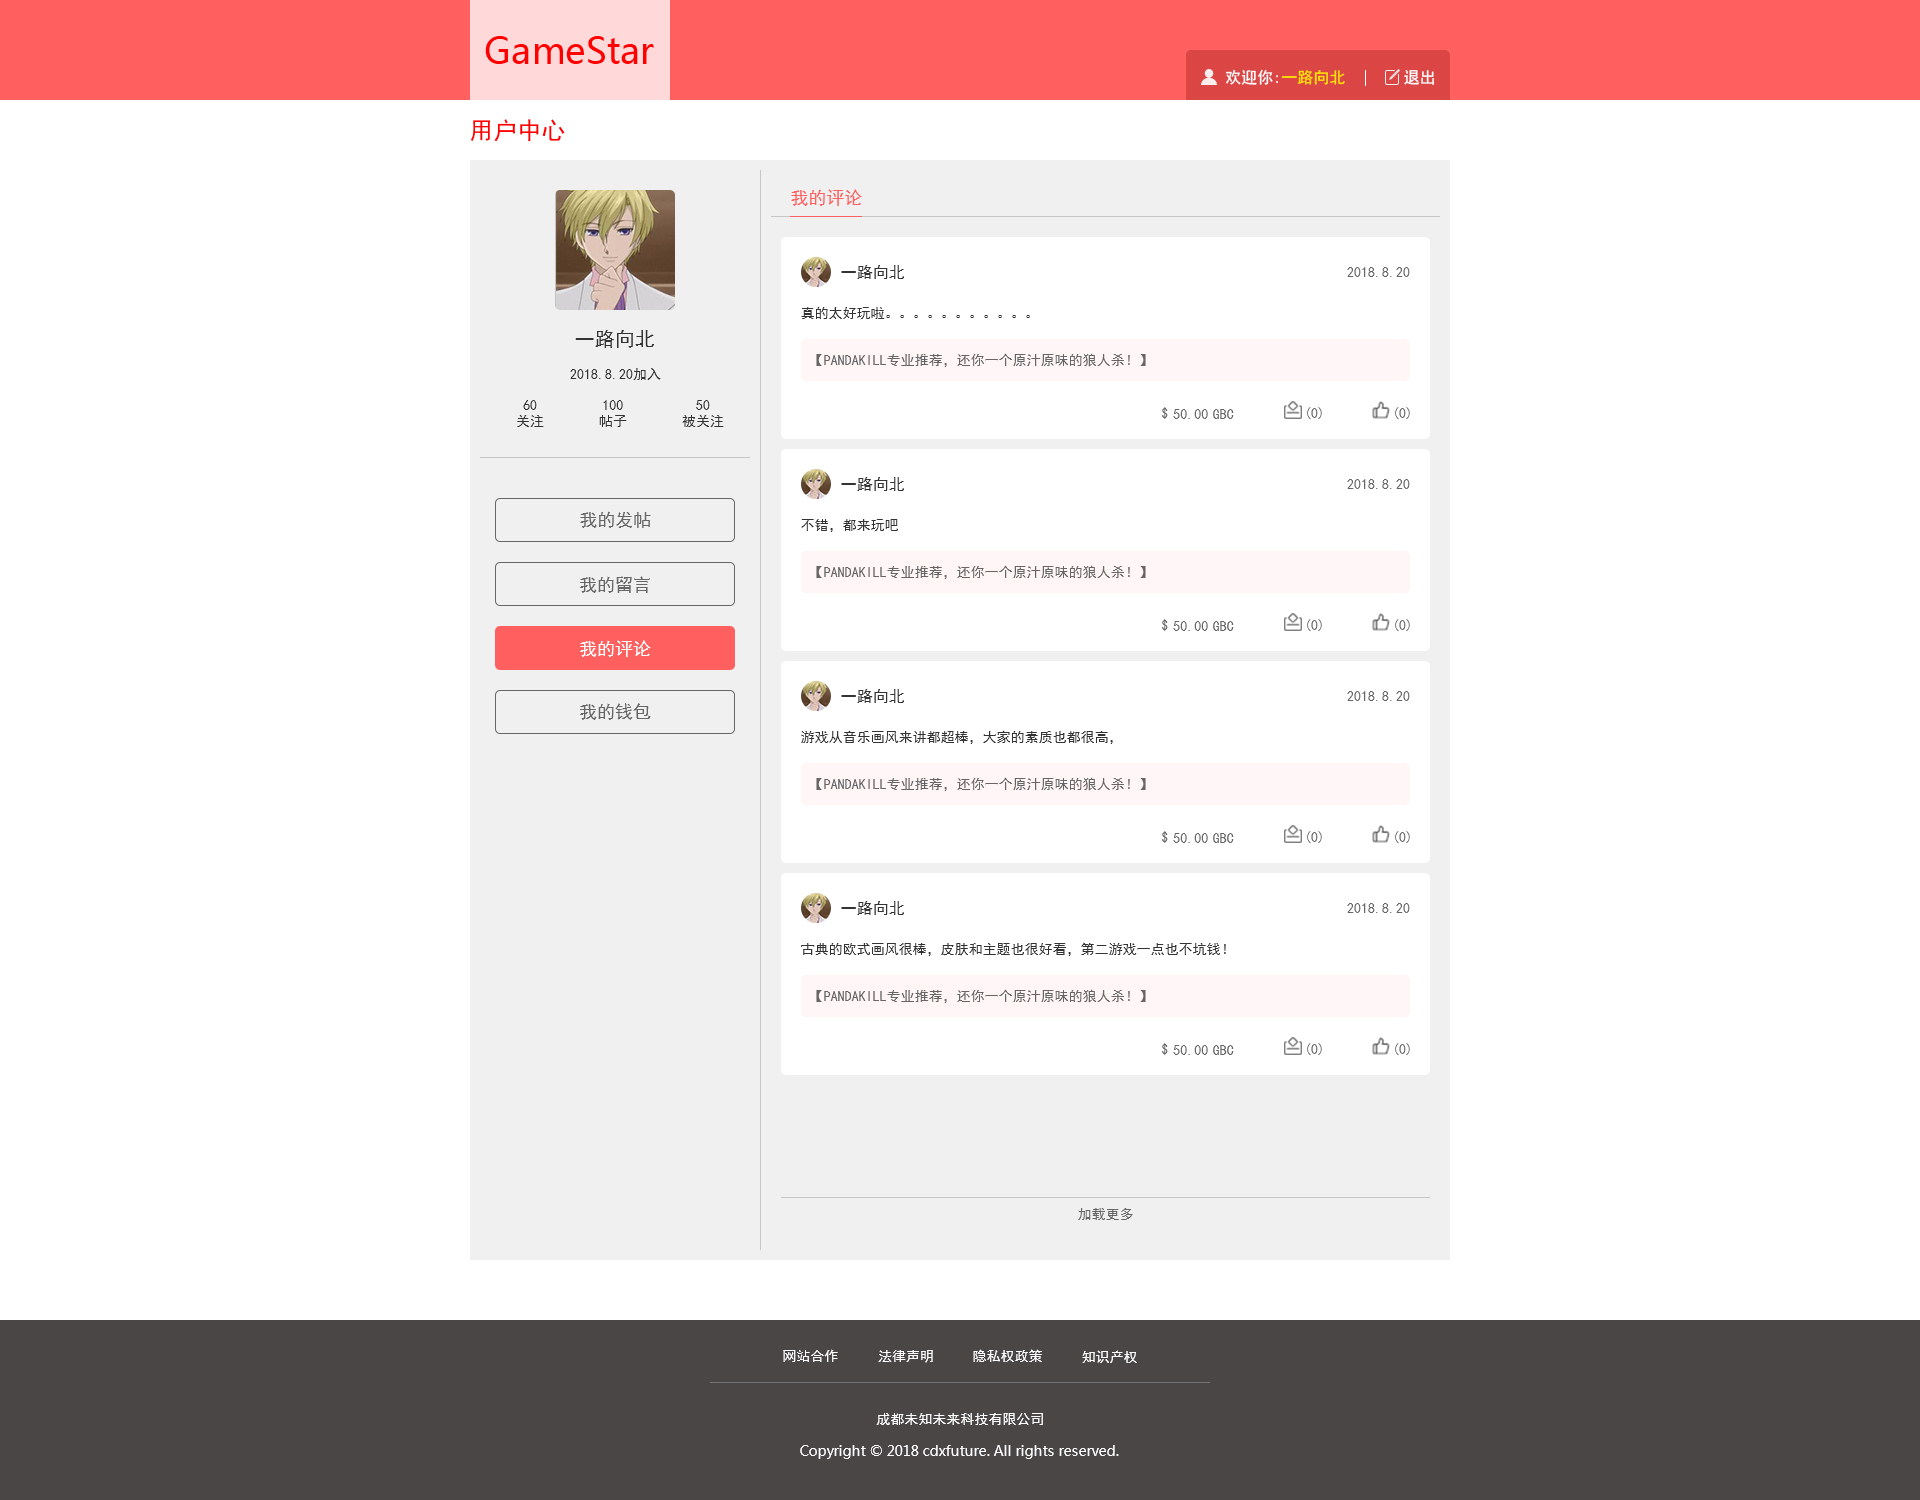 GameStar
欢迎你:一路向北 | 退出
用户中心
一路向北
2018.8.20加入
60 100 50
关注 帖子 被关注
我的发帖
我的留言
我的评论
我的钱包
我的评论
一路向北 2018.8.20
真的太好玩啦。。。。。。。。。。。
【PANDAKILL专业推荐，还你一个原汁原味的狼人杀！】
$ 50.00 GBC (0) (0)
一路向北 2018.8.20
不错，都来玩吧
【PANDAKILL专业推荐，还你一个原汁原味的狼人杀！】
$ 50.00 GBC (0) (0)
一路向北 2018.8.20
游戏从音乐画风来讲都超棒，大家的素质也都很高，
【PANDAKILL专业推荐，还你一个原汁原味的狼人杀！】
$ 50.00 GBC (0) (0)
一路向北 2018.8.20
古典的欧式画风很棒，皮肤和主题也很好看，第二游戏一点也不坑钱！
【PANDAKILL专业推荐，还你一个原汁原味的狼人杀！】
$ 50.00 GBC (0) (0)
加载更多
网站合作 法律声明 隐私权政策 知识产权
成都未知未来科技有限公司
Copyright © 2018 cdxfuture. All rights reserved.